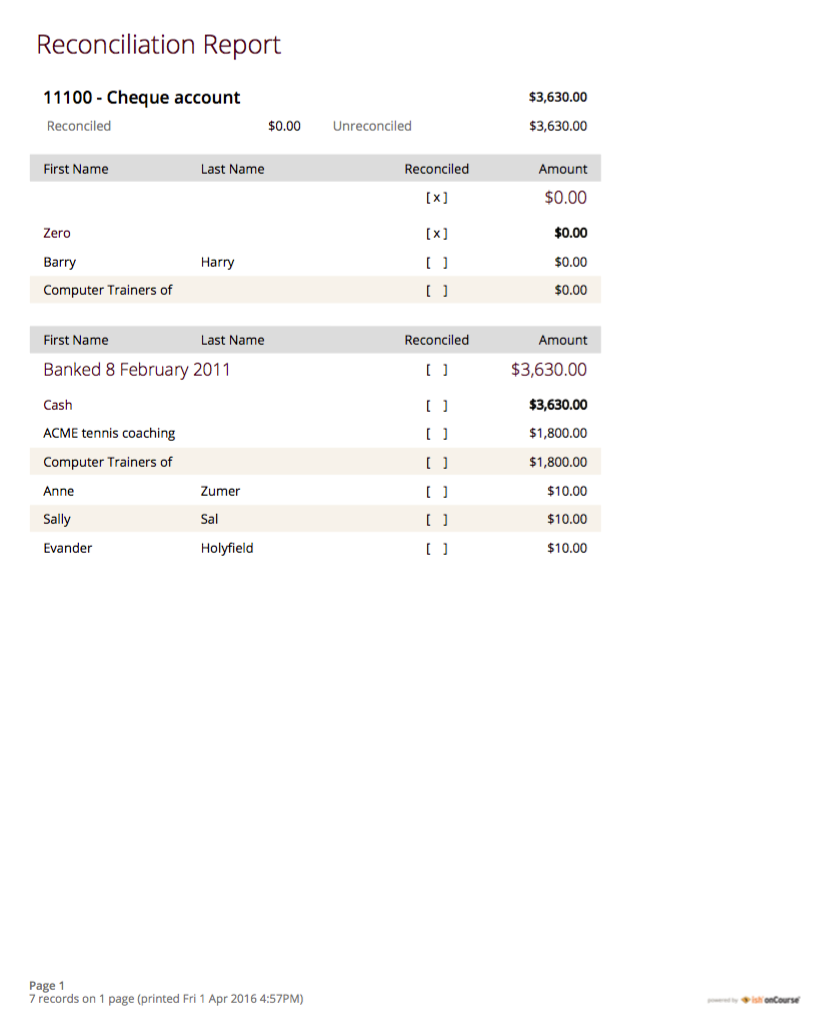 Reconciliation Report
11100 - Cheque account $3,630.00
Reconciled $0.00 Unreconciled $3,630.00
First Name Last Name Reconciled Amount
[x] $0.00
Zero [x] $0.00
Barry Harry [ ] $0.00
Computer Trainers of [ ] $0.00
First Name Last Name Reconciled Amount
Banked 8 February 2011 [ ] $3,630.00
Cash [ ] $3,630.00
ACME tennis coaching [ ] $1,800.00
Computer Trainers of [ ] $1,800.00
Anne Zumer [ ] $10.00
Sally Sal [ ] $10.00
Evander Holyfield [ ] $10.00
Page 1
7 records on 1 page (printed Fri 1 Apr 2016 4:57PM)
powered by ish onCourse